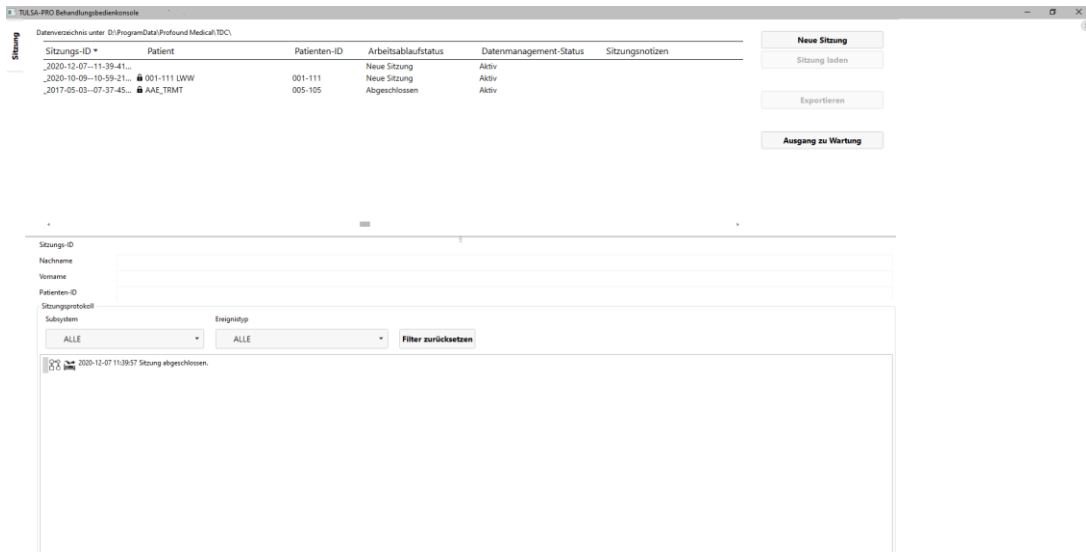 TULSA-PRO Behandlungsbedienkonsole
Sitzung
Datenverzeichnis unter D:\ProgramData\Profound Medical\TDC\
Sitzungs-ID Patient Patienten-ID Arbeitsablaufstatus Datenmanagement-Status Sitzungsnotizen
_2020-12-07--11-39-41... Neue Sitzung Aktiv
_2020-10-09--10-59-21... 001-111 LWW 001-111 Neue Sitzung Aktiv
_2017-05-03--07-37-45... AAE_TRMT 005-105 Abgeschlossen Aktiv
Neue Sitzung
Sitzung laden
Exportieren
Ausgang zu Wartung
Sitzungs-ID
Nachname
Vorname
Patienten-ID
Sitzungsprotokoll
Subsystem Ereignistyp
ALLE ALLE Filter zurücksetzen
2020-12-07 11:39:57 Sitzung abgeschlossen.